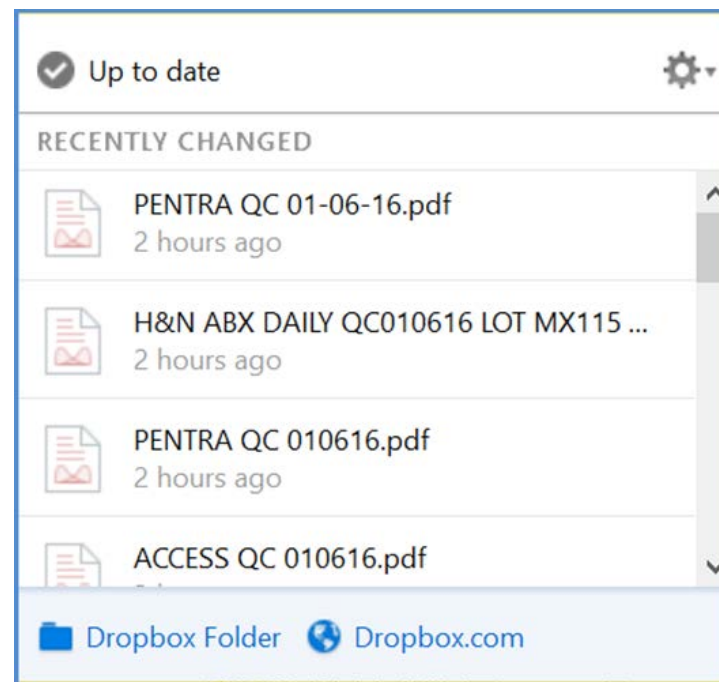 Up to date
RECENTLY CHANGED
PENTRA QC 01-06-16.pdf
2 hours ago
H&N ABX DAILY QC010616 LOT MX115 ...
2 hours ago
PENTRA QC 010616.pdf
2 hours ago
ACCESS QC 010616.pdf
Dropbox Folder
Dropbox.com